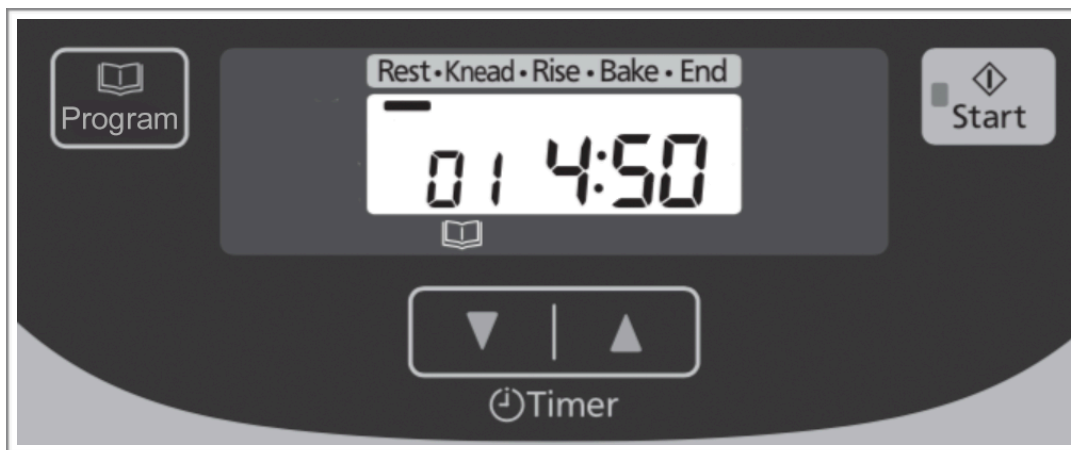 Rest • Knead • Rise • Bake • End
Program
Start
01 4:50
Timer